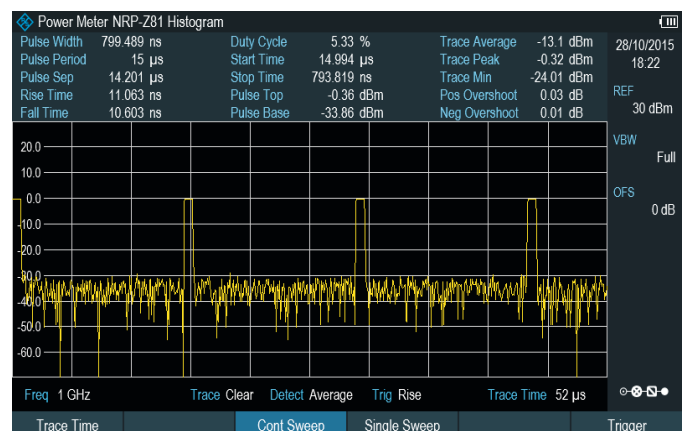 Power Meter NRP-Z81 Histogram
Pulse Width 799.489 ns Duty Cycle 5.33 % Trace Average -13.1 dBm
Pulse Period 15 µs Start Time 14.994 µs Trace Peak -0.32 dBm
Pulse Sep 14.201 µs Stop Time 793.819 ns Trace Min -24.01 dBm
Rise Time 11.063 ns Pulse Top -0.36 dBm Pos Overshoot 0.03 dB
Fall Time 10.603 ns Pulse Base -33.86 dBm Neg Overshoot 0.01 dB
28/10/2015
18:22
REF
30 dBm
VBW
Full
OFS
0 dB
20.0
10.0
0.0
-10.0
-20.0
-30.0
-40.0
-50.0
-60.0
Freq 1 GHz Trace Clear Detect Average Trig Rise Trace Time 52 µs
Trace Time Cont Sweep Single Sweep Trigger